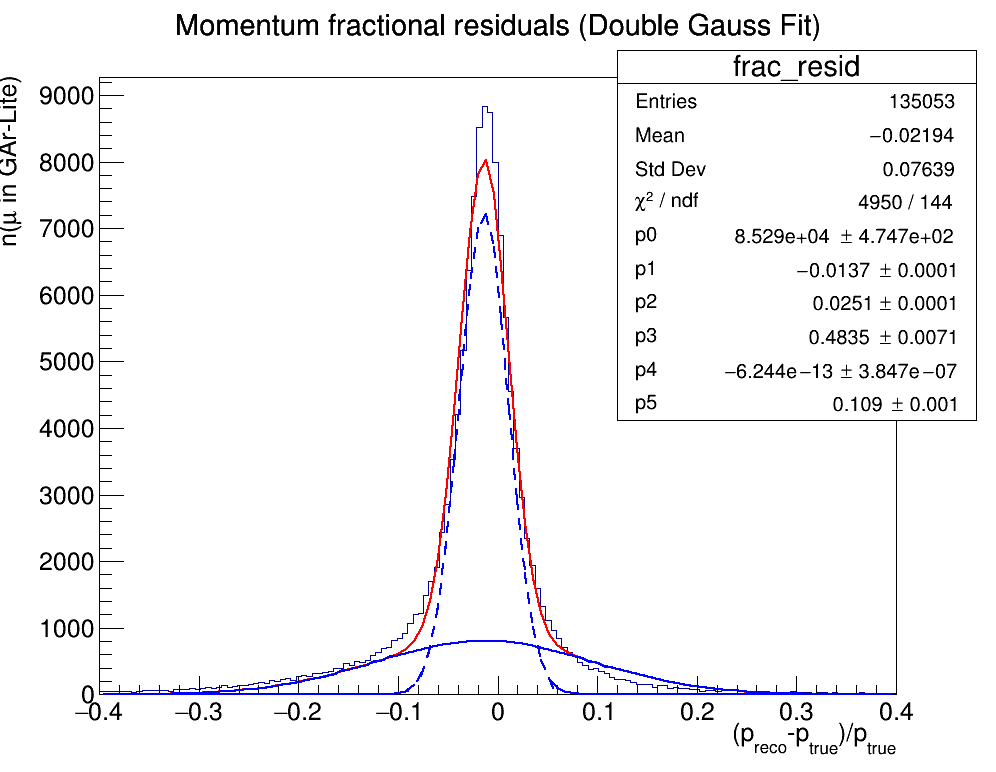 Momentum fractional residuals (Double Gauss Fit)
frac_resid
Entries 135053
Mean −0.02194
Std Dev 0.07639
χ² / ndf 4950 / 144
p0 8.529e+04 ± 4.747e+02
p1 −0.0137 ± 0.0001
p2 0.0251 ± 0.0001
p3 0.4835 ± 0.0071
p4 −6.244e−13 ± 3.847e−07
p5 0.109 ± 0.001
n(μ in GAr-Lite)
9000
8000
7000
6000
5000
4000
3000
2000
1000
0
−0.4 −0.3 −0.2 −0.1 0 0.1 0.2 0.3 0.4
(p_reco-p_true)/p_true